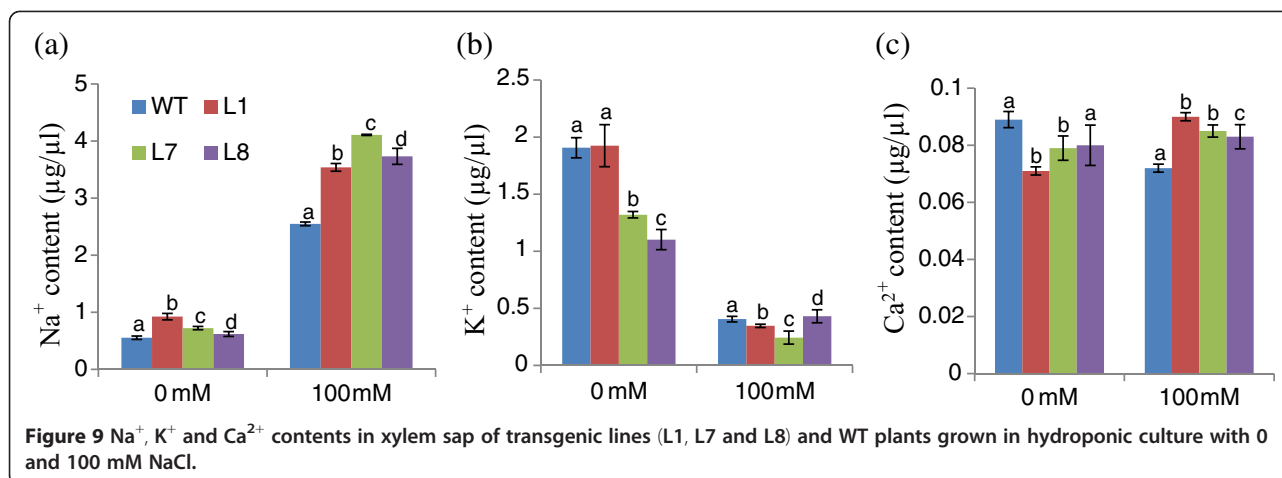 (a)
Na⁺ content (µg/µl)
5
4
3
2
1
0
WT L1
L7 L8
a b c d
a b c d
0 mM 100mM
(b)
K⁺ content (µg/µl)
2.5
2
1.5
1
0.5
0
a a b c
a b c d
0 mM 100mM
(c)
Ca²⁺ content (µg/µl)
0.1
0.08
0.06
0.04
0.02
0
a b b a
a b b c
0 mM 100mM
Figure 9 Na⁺, K⁺ and Ca²⁺ contents in xylem sap of transgenic lines (L1, L7 and L8) and WT plants grown in hydroponic culture with 0
and 100 mM NaCl.